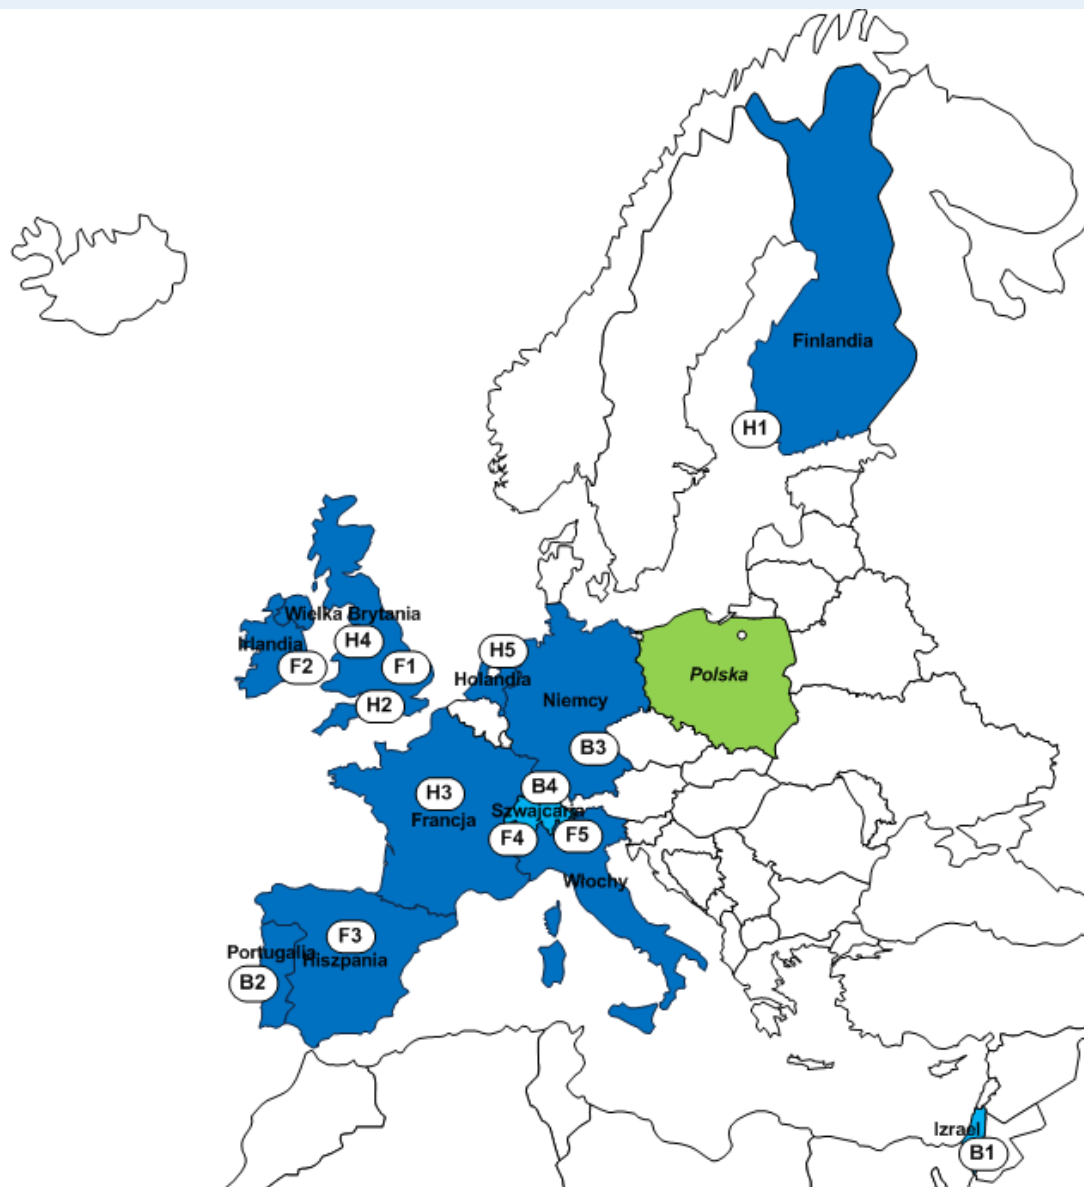 Finlandia
H1
Wielka Brytania
Irlandia
H4
H5
F2
F1
Holandia
Polska
Niemcy
H2
B3
B4
H3
Szwajcaria
Francja
F4
F5
Włochy
F3
Portugalia
Hiszpania
B2
Izrael
B1